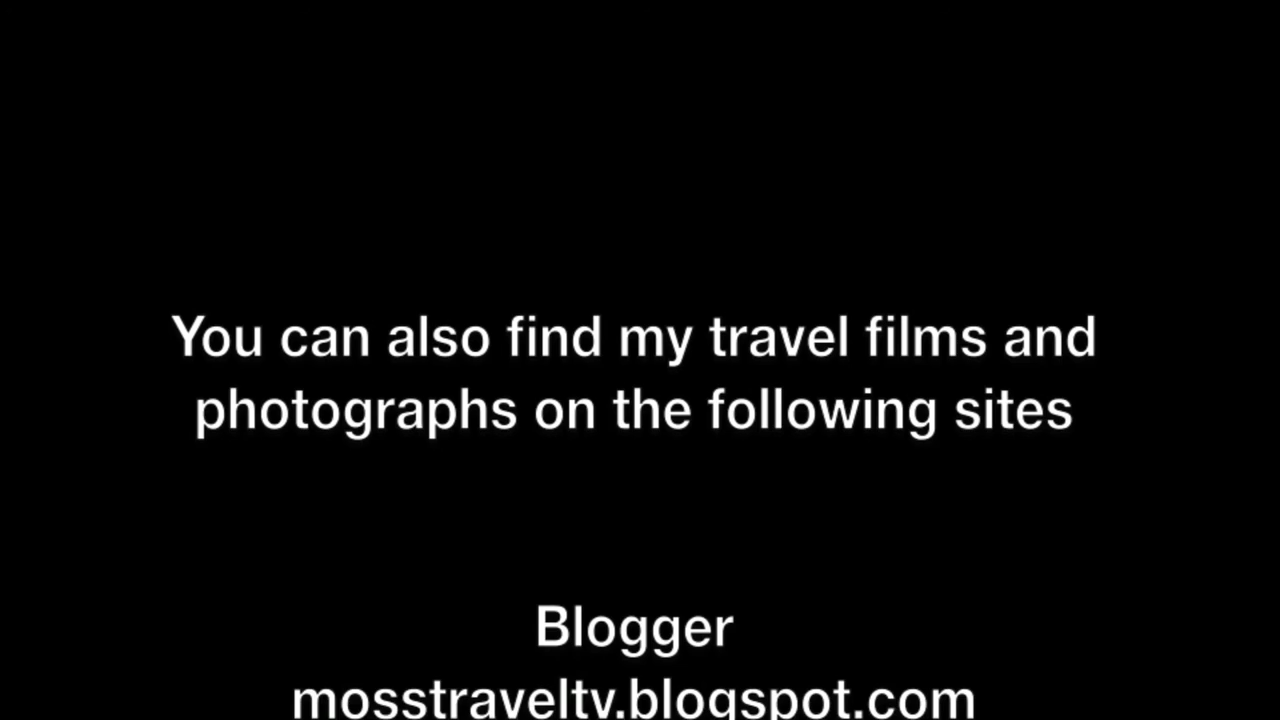 You can also find my travel films and
photographs on the following sites
Blogger
mosstraveltv.blogspot.com